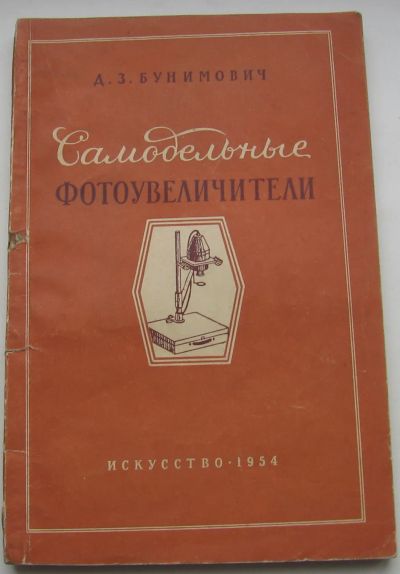 Д. З. БУНИМОВИЧ
Самодельные
ФОТОУВЕЛИЧИТЕЛИ
ИСКУССТВО · 1954